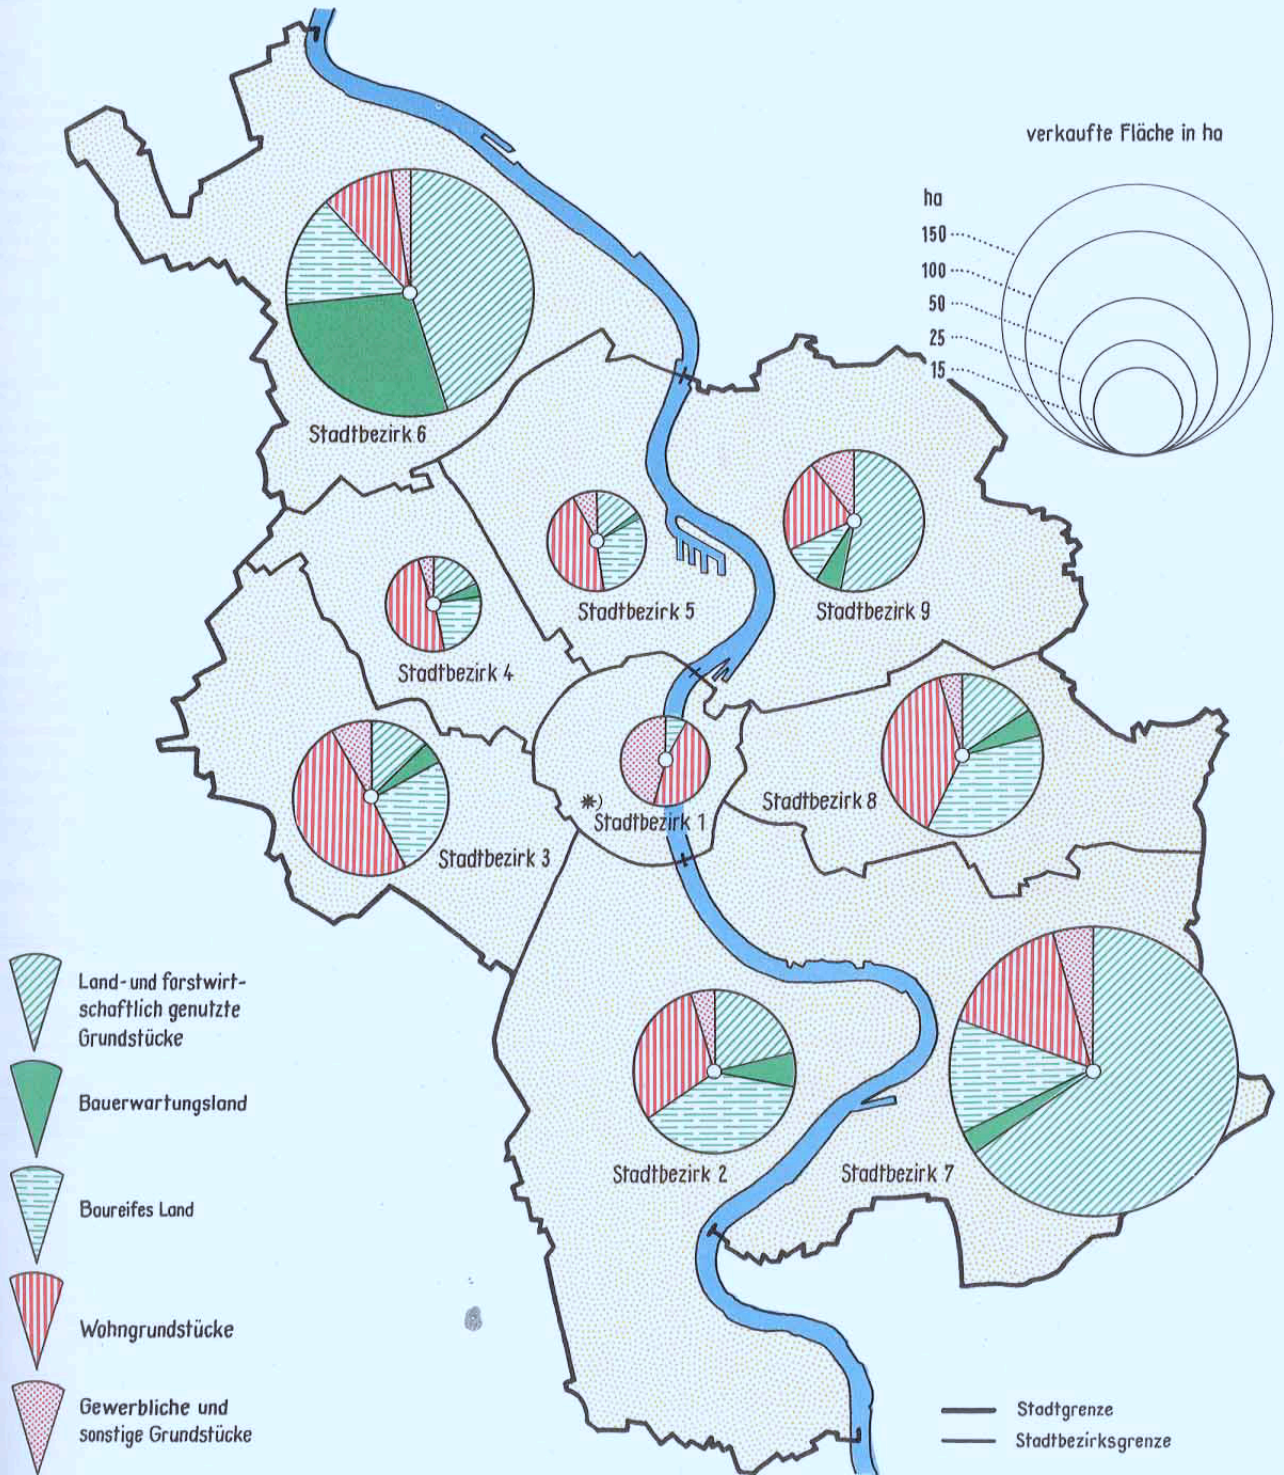 verkaufte Fläche in ha
ha
150
100
50
25
15
Stadtbezirk 6
Stadtbezirk 5
Stadtbezirk 9
Stadtbezirk 4
Stadtbezirk 8
*)
Stadtbezirk 1
Stadtbezirk 3
Land- und forstwirt-
schaftlich genutzte
Grundstücke
Bauerwartungsland
Stadtbezirk 2
Stadtbezirk 7
Baureifes Land
Wohngrundstücke
Gewerbliche und
sonstige Grundstücke
Stadtgrenze
Stadtbezirksgrenze